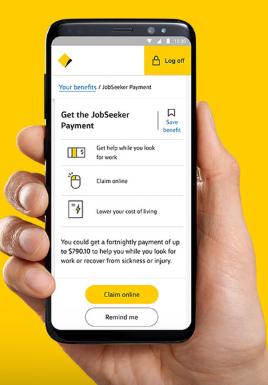 10:30
Log off
Your benefits / JobSeeker Payment
Get the JobSeeker
Payment
Save
benefit
Get help while you look
for work
Claim online
Lower your cost of living
You could get a fortnightly payment of up
to $790.10 to help you while you look for
work or recover from sickness or injury.
Claim online
Remind me